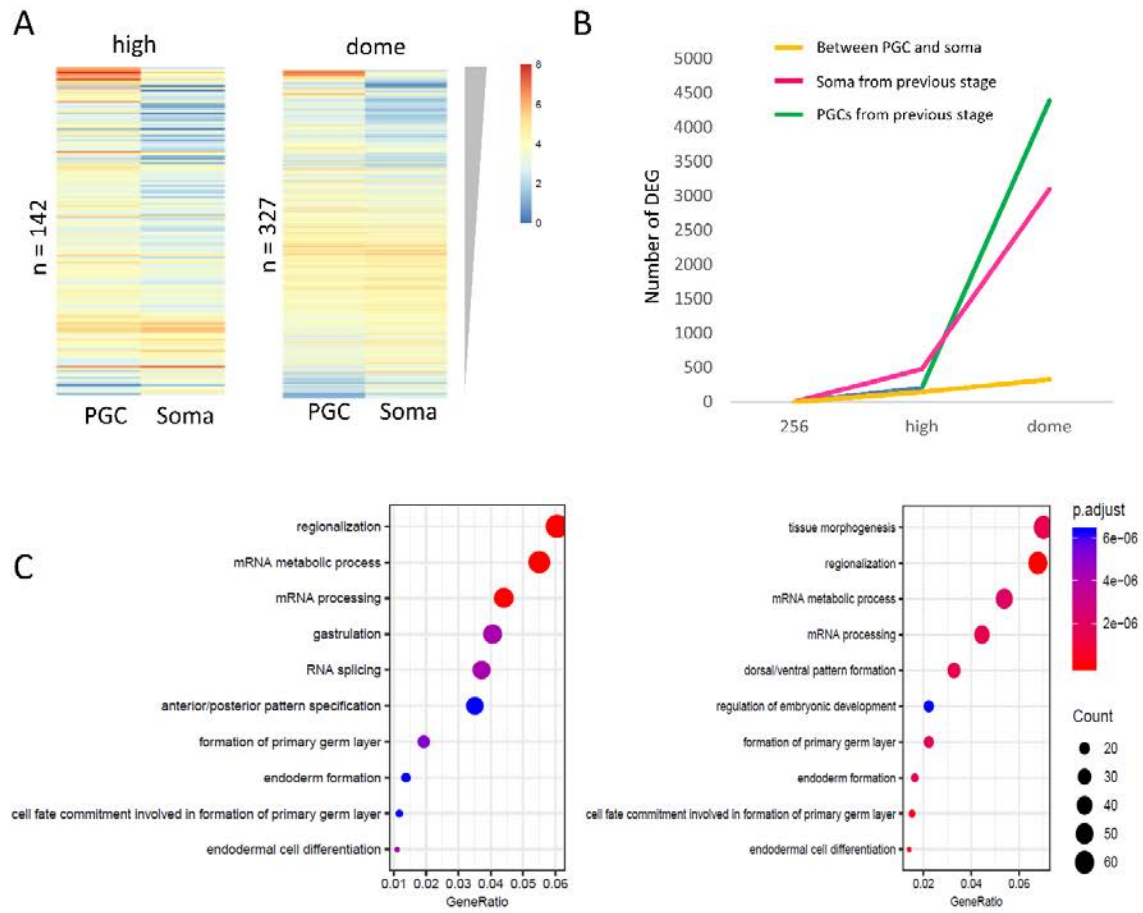 A
high
dome
n = 142
n = 327
8
6
4
2
0
PGC Soma
PGC Soma
B
Between PGC and soma
Soma from previous stage
PGCs from previous stage
Number of DEG
5000
4500
4000
3500
3000
2500
2000
1500
1000
500
0
256 high dome
C
regionalization
mRNA metabolic process
mRNA processing
gastrulation
RNA splicing
anterior/posterior pattern specification
formation of primary germ layer
endoderm formation
cell fate commitment involved in formation of primary germ layer
endodermal cell differentiation
0.01 0.02 0.03 0.04 0.05 0.06
GeneRatio
tissue morphogenesis
regionalization
mRNA metabolic process
mRNA processing
dorsal/ventral pattern formation
regulation of embryonic development
formation of primary germ layer
endoderm formation
cell fate commitment involved in formation of primary germ layer
endodermal cell differentiation
0.02 0.04 0.06
GeneRatio
p.adjust
6e-06
4e-06
2e-06
Count
20
30
40
50
60